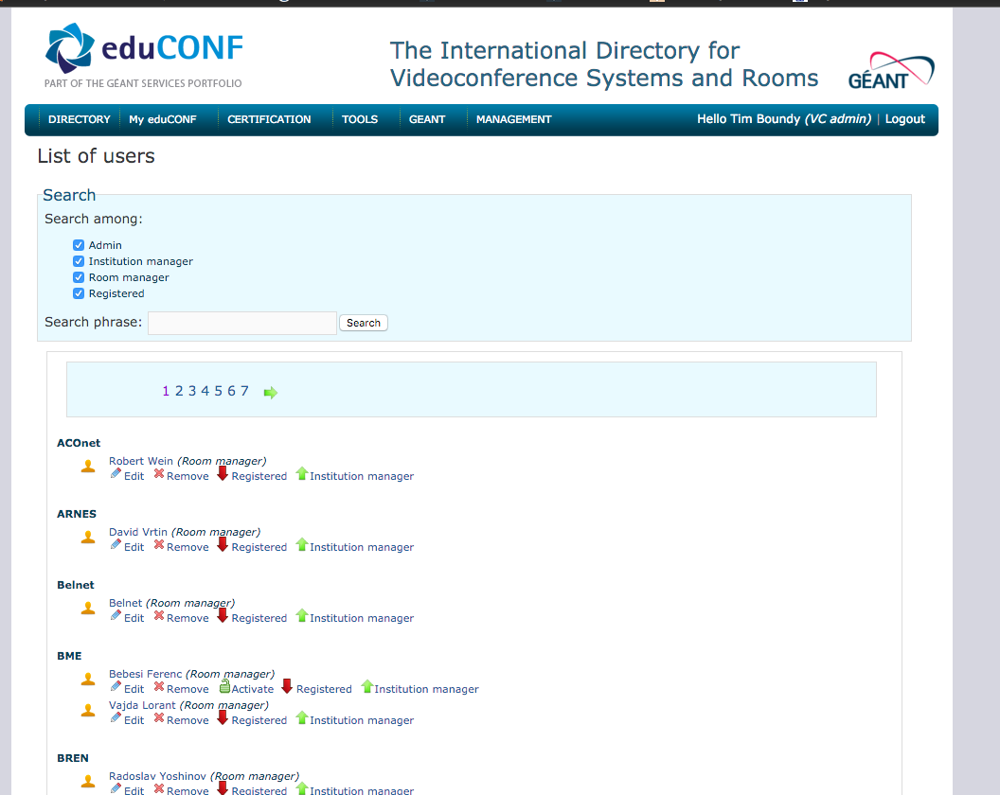 eduCONF
PART OF THE GÉANT SERVICES PORTFOLIO
The International Directory for
Videoconference Systems and Rooms
GÉANT
DIRECTORY My eduCONF CERTIFICATION TOOLS GEANT MANAGEMENT Hello Tim Boundy (VC admin) | Logout
List of users
Search
Search among:
Admin
Institution manager
Room manager
Registered
Search phrase: Search
1 2 3 4 5 6 7
ACOnet
Robert Wein (Room manager)
Edit Remove Registered Institution manager
ARNES
David Vrtin (Room manager)
Edit Remove Registered Institution manager
Belnet
Belnet (Room manager)
Edit Remove Registered Institution manager
BME
Bebesi Ferenc (Room manager)
Edit Remove Activate Registered Institution manager
Vajda Lorant (Room manager)
Edit Remove Registered Institution manager
BREN
Radoslav Yoshinov (Room manager)
Edit Remove Registered Institution manager